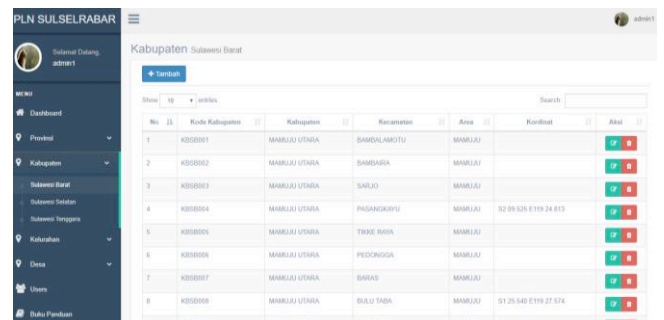 PLN SULSELRABAR
admin1
Selamat Datang,
admin1
MENU
Dashboard
Provinsi
Kabupaten
Sulawesi Barat
Sulawesi Selatan
Sulawesi Tenggara
Kelurahan
Desa
Users
Buku Panduan
Kabupaten Sulawesi Barat
+ Tambah
Show 10 entries
Search:
No Kode Kabupaten Kabupaten Kecamatan Area Kordinat Aksi
1 KBSB001 MAMUJU UTARA BAMBALAMOTU MAMUJU
2 KBSB002 MAMUJU UTARA BAMBAIRA MAMUJU
3 KBSB003 MAMUJU UTARA SARJO MAMUJU
4 KBSB004 MAMUJU UTARA PASANGKAYU MAMUJU S2 09.525 E119 24.813
5 KBSB005 MAMUJU UTARA TIKKE RAYA MAMUJU
6 KBSB006 MAMUJU UTARA PEDONGGA MAMUJU
7 KBSB007 MAMUJU UTARA BARAS MAMUJU
8 KBSB008 MAMUJU UTARA BULU TABA MAMUJU S1 25.540 E119 27.574